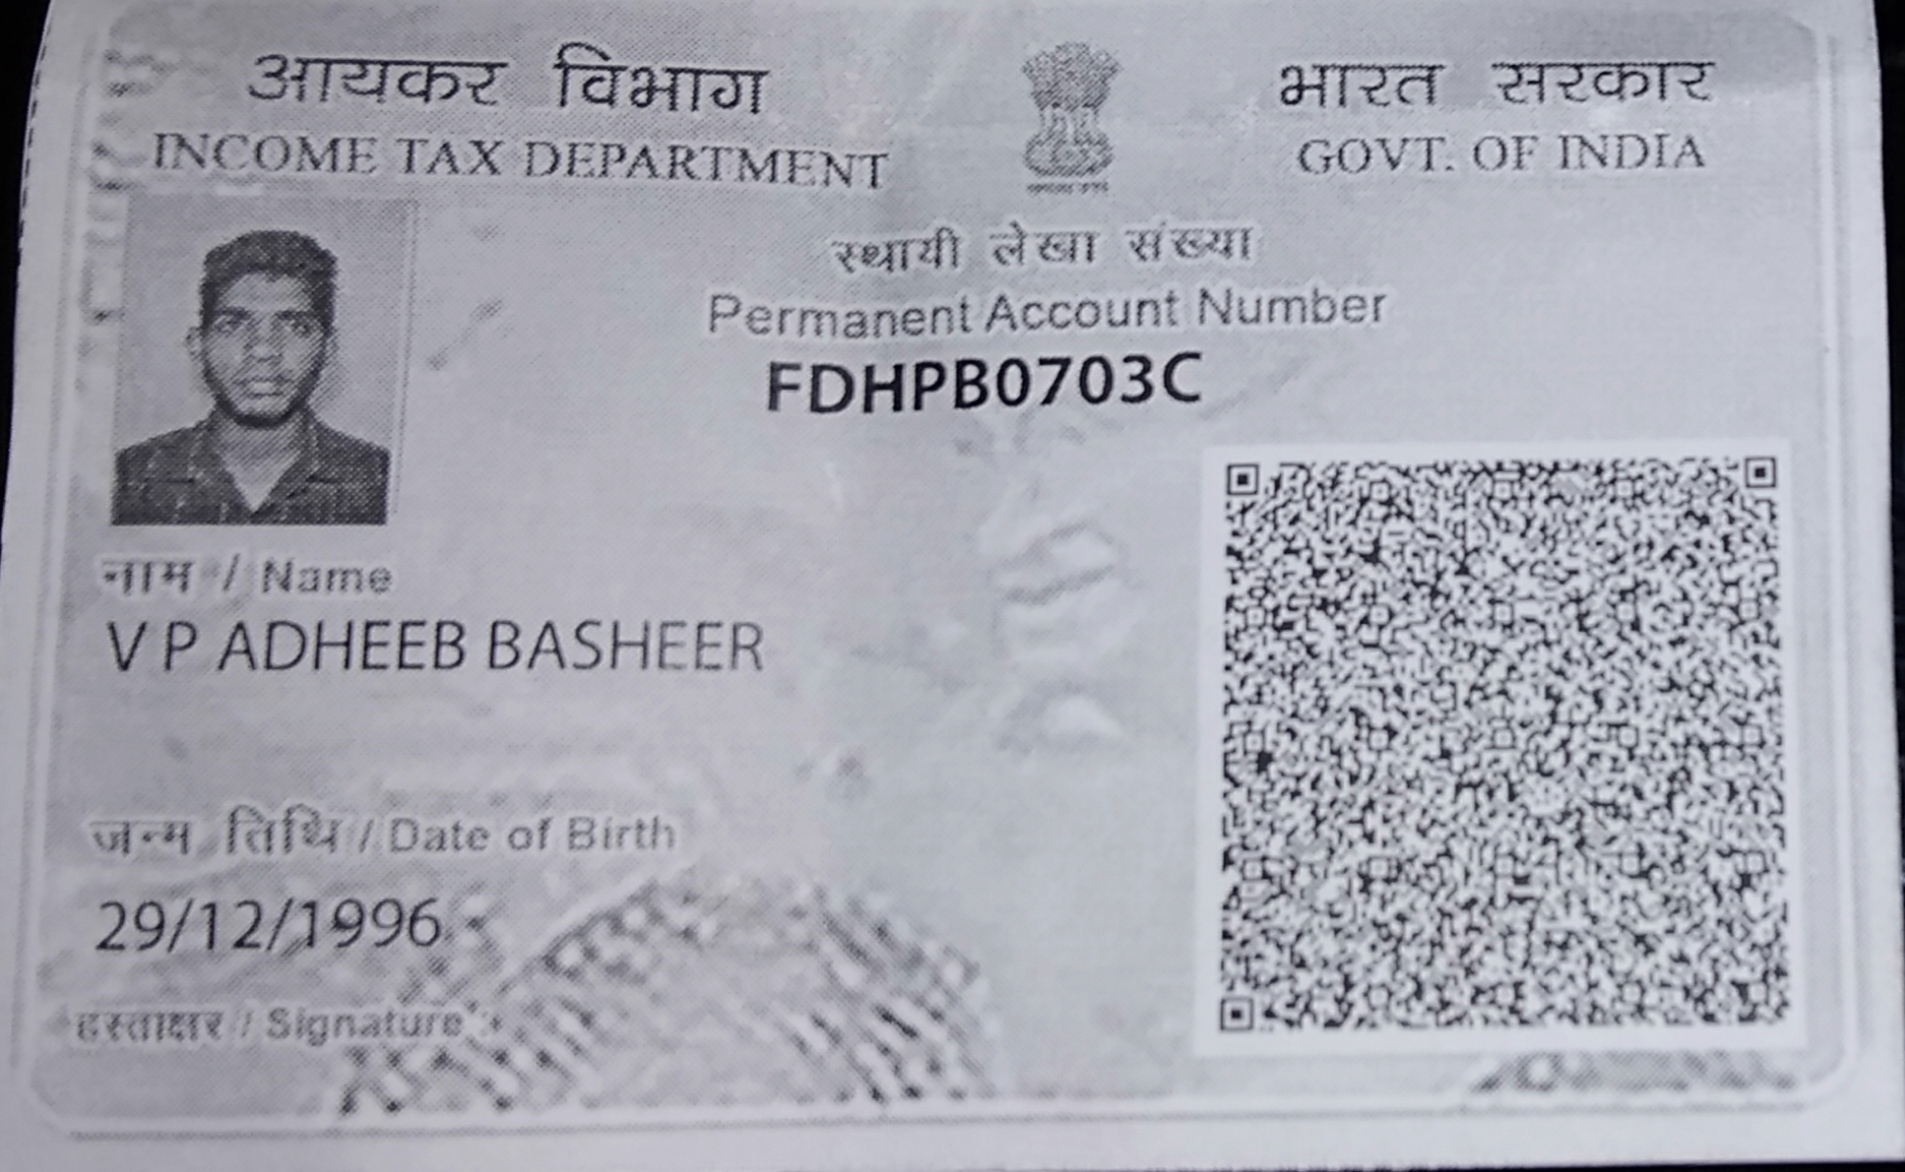 आयकर विभाग
INCOME TAX DEPARTMENT
भारत सरकार
GOVT. OF INDIA
स्थायी लेखा संख्या
Permanent Account Number
FDHPB0703C
नाम / Name
V P ADHEEB BASHEER
जन्म तिथि / Date of Birth
29/12/1996
हस्ताक्षर / Signature